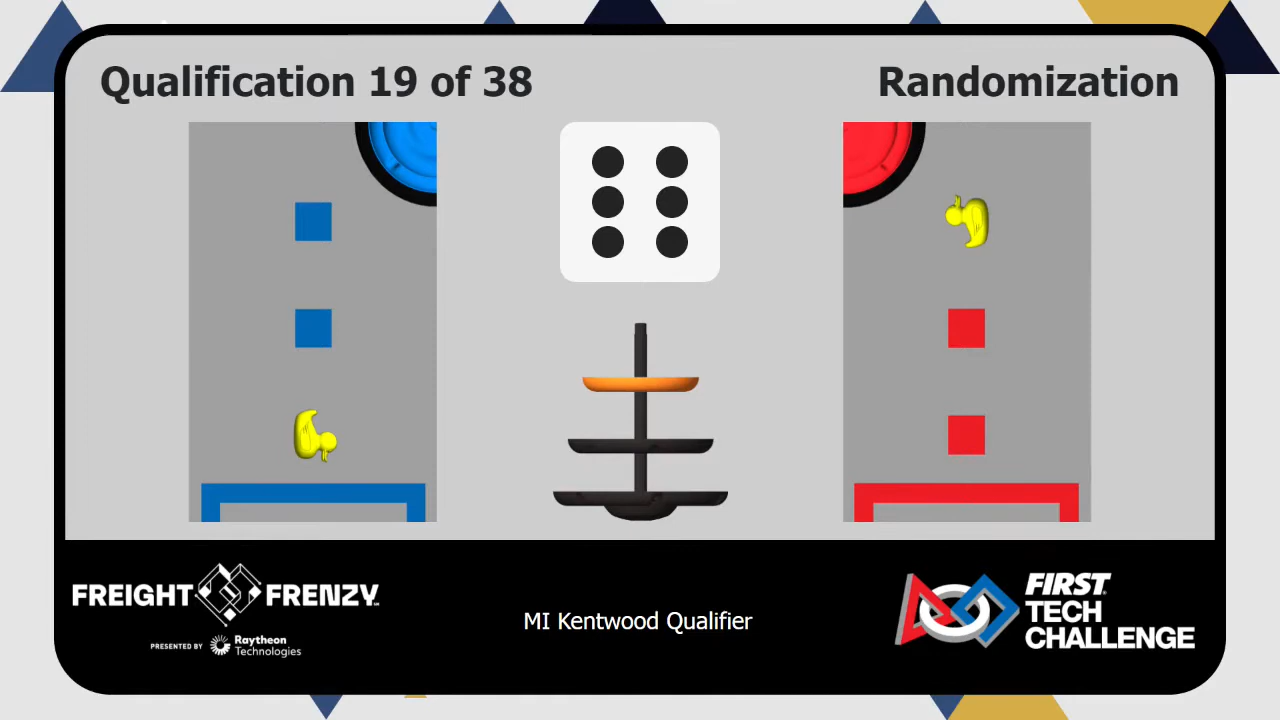 Qualification 19 of 38
Randomization
FREIGHT FRENZY
PRESENTED BY Raytheon
Technologies
MI Kentwood Qualifier
FIRST
TECH
CHALLENGE